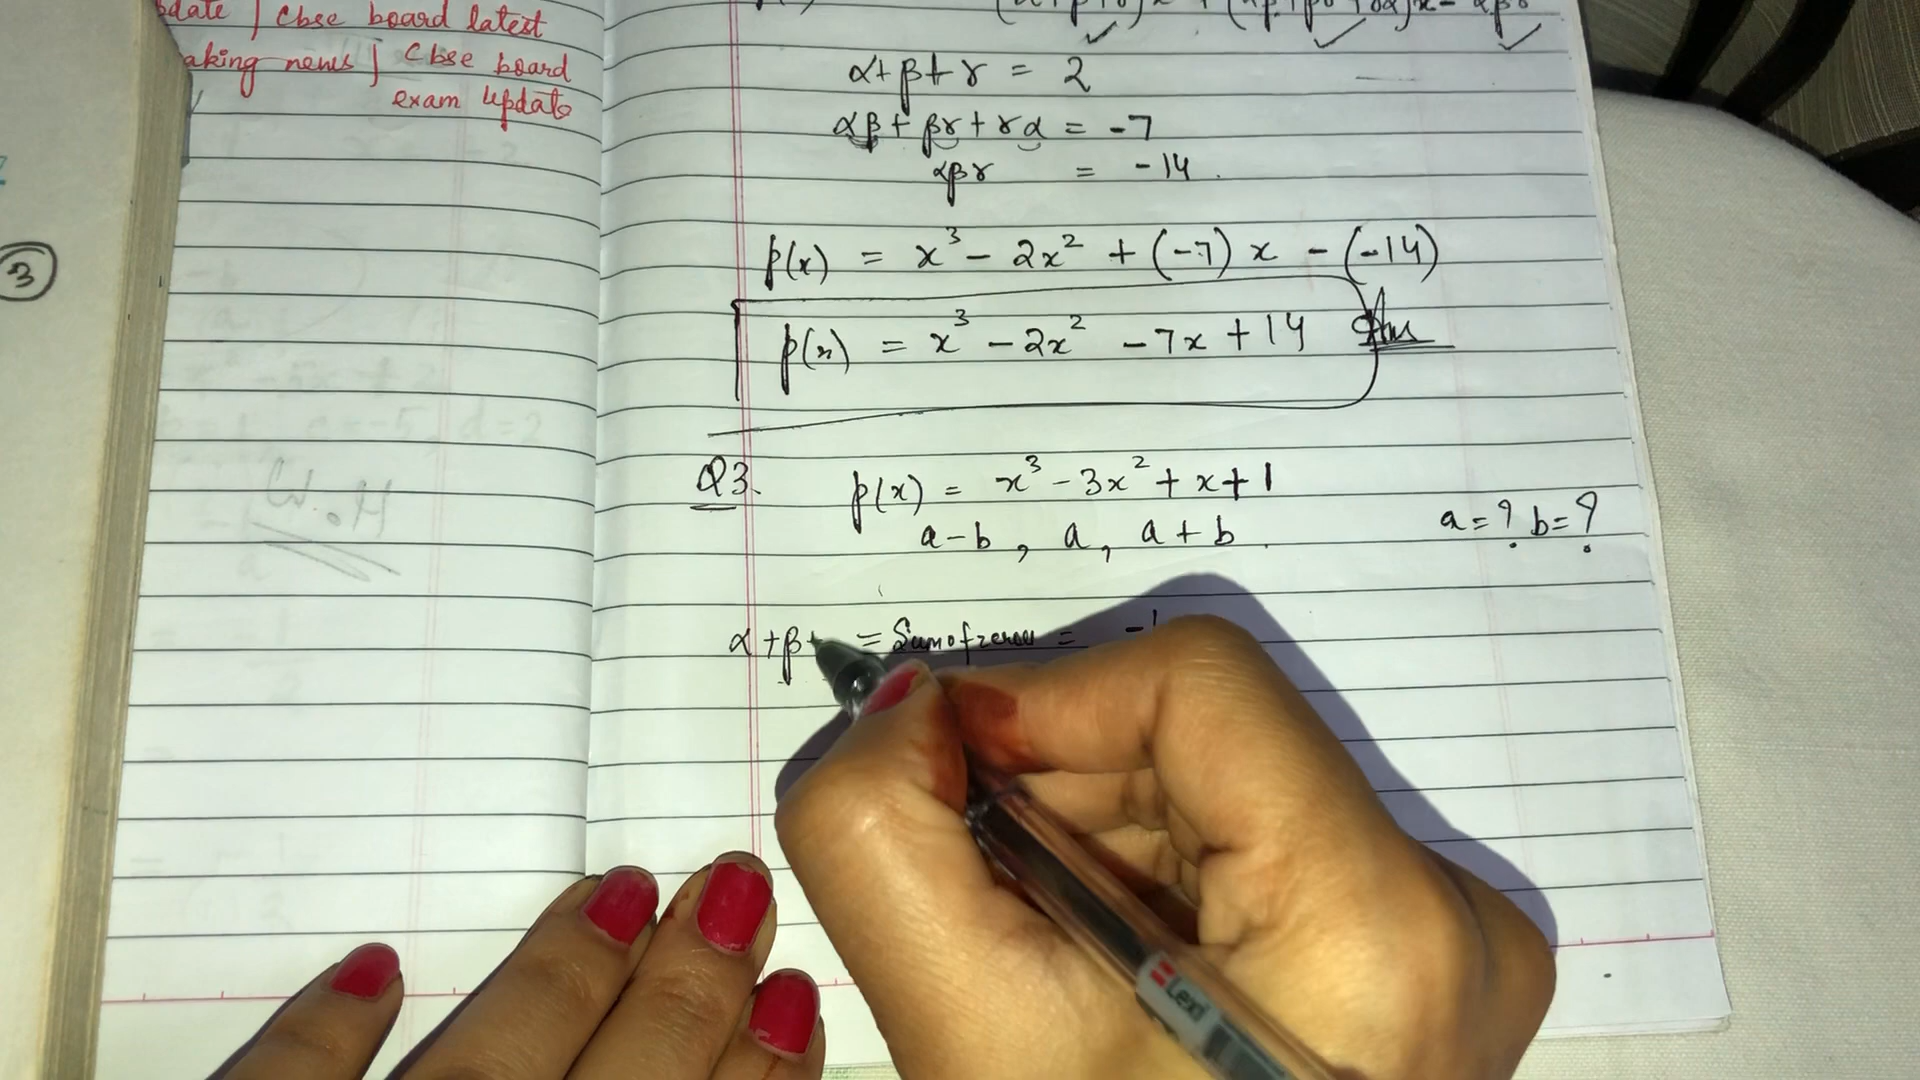 date | Cbse board latest
aking news | Cbse board
exam update
3
α+β+γ = 2
αβ + βγ + γα = -7
αβγ = -14
p(x) = x³ - 2x² + (-7)x - (-14)
p(x) = x³ - 2x² - 7x + 14 Ans
Q3. p(x) = x³ - 3x² + x + 1
a-b, a, a+b. a=? b=?
α+β+ = Sum of zeroes = -
Lexi